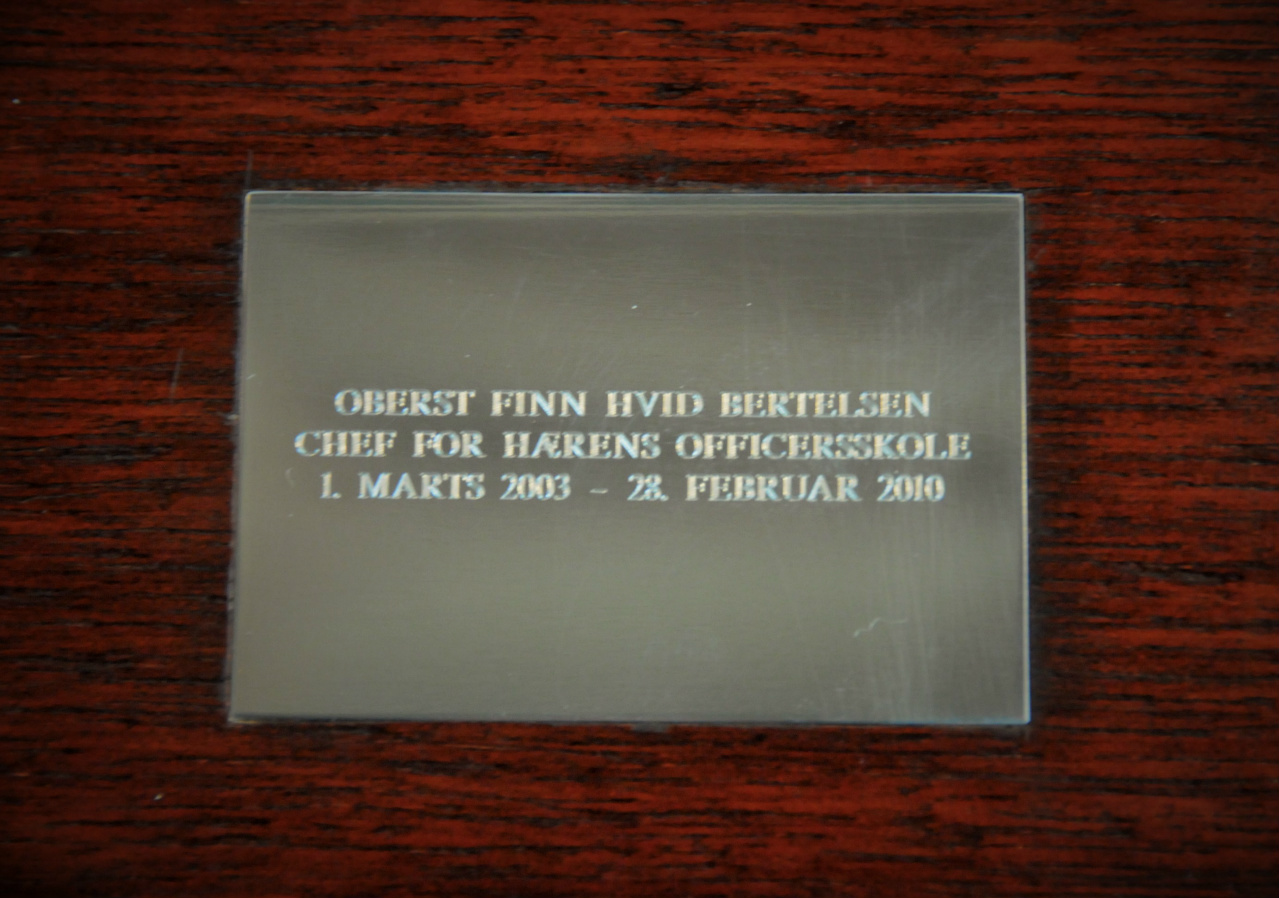 OBERST FINN HVID BERTELSEN
CHEF FOR HÆRENS OFFICERSSKOLE
1. MARTS 2003 - 28. FEBRUAR 2010